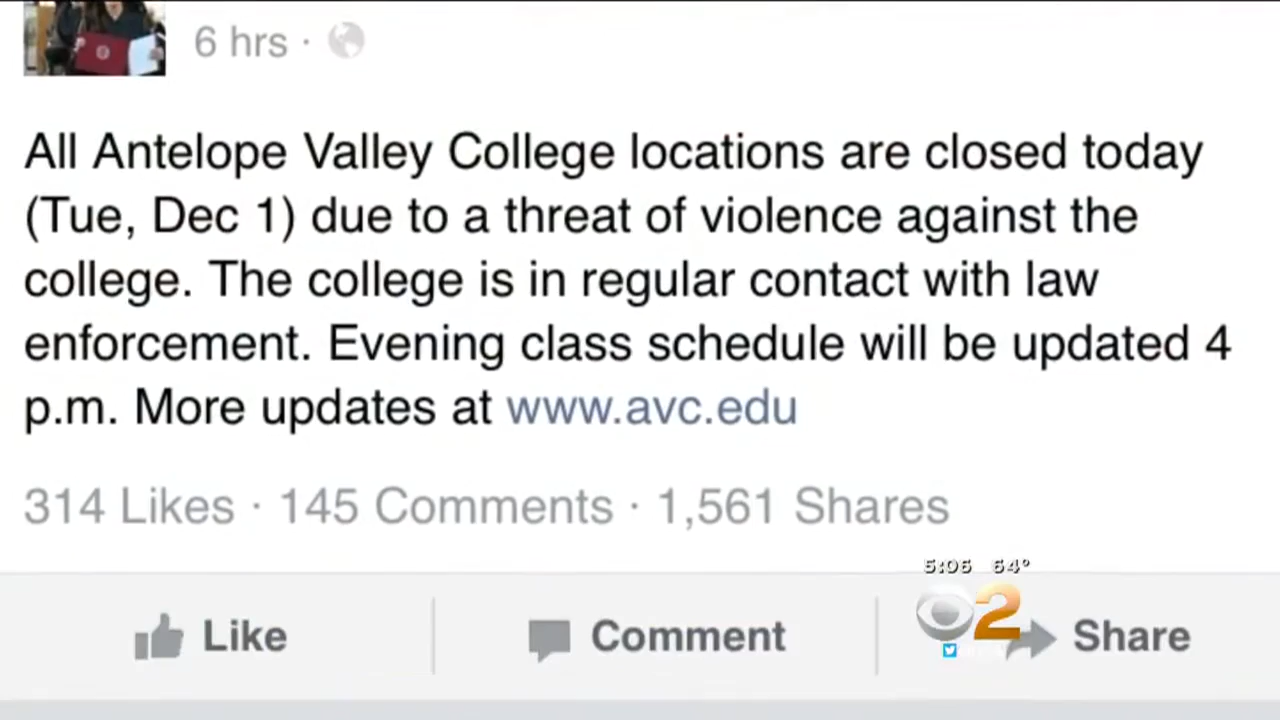 6 hrs ·
All Antelope Valley College locations are closed today
(Tue, Dec 1) due to a threat of violence against the
college. The college is in regular contact with law
enforcement. Evening class schedule will be updated 4
p.m. More updates at www.avc.edu
314 Likes · 145 Comments · 1,561 Shares
5:06 64°
2
Like Comment Share